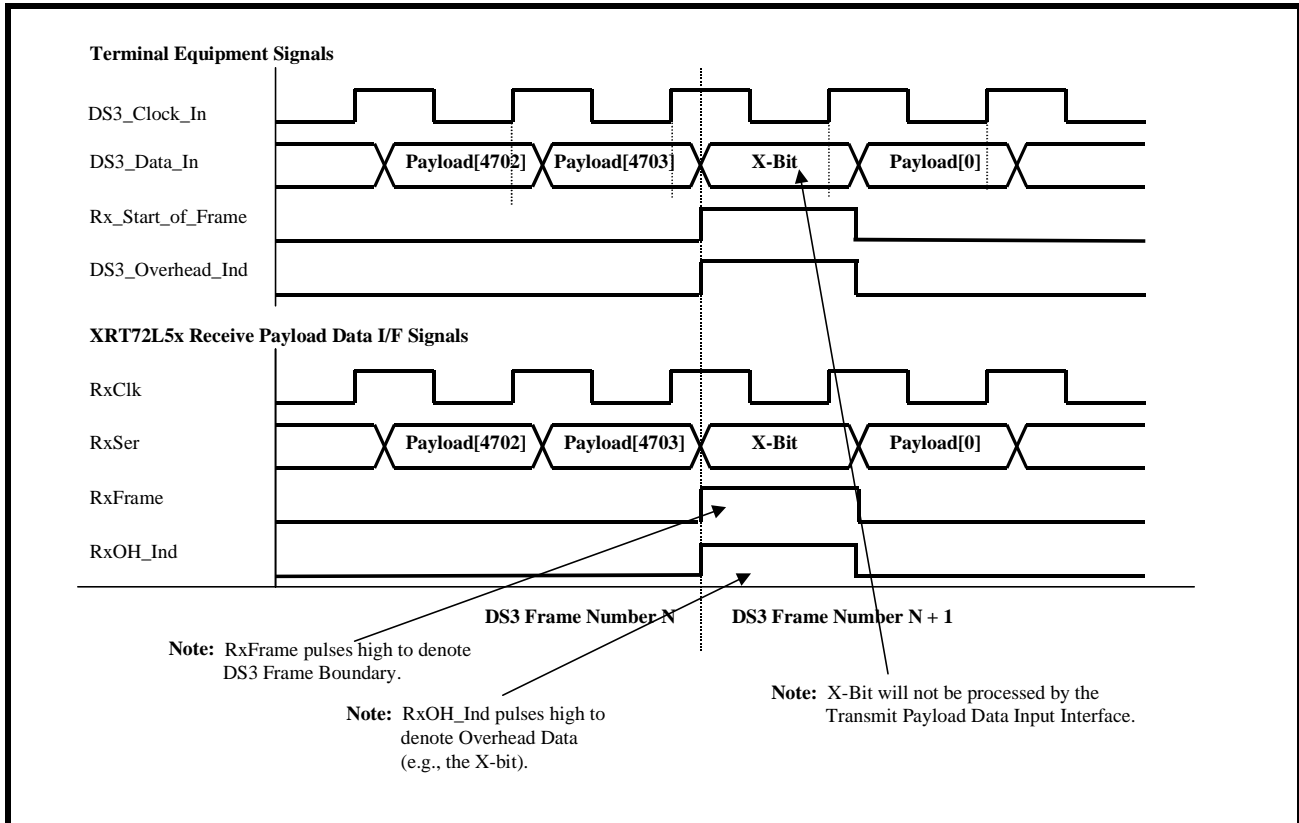 Terminal Equipment Signals
DS3_Clock_In
DS3_Data_In
Payload[4702] Payload[4703] X-Bit Payload[0]
Rx_Start_of_Frame
DS3_Overhead_Ind
XRT72L5x Receive Payload Data I/F Signals
RxClk
RxSer
Payload[4702] Payload[4703] X-Bit Payload[0]
RxFrame
RxOH_Ind
DS3 Frame Number N DS3 Frame Number N + 1
Note: RxFrame pulses high to denote
DS3 Frame Boundary.
Note: RxOH_Ind pulses high to
denote Overhead Data
(e.g., the X-bit).
Note: X-Bit will not be processed by the
Transmit Payload Data Input Interface.